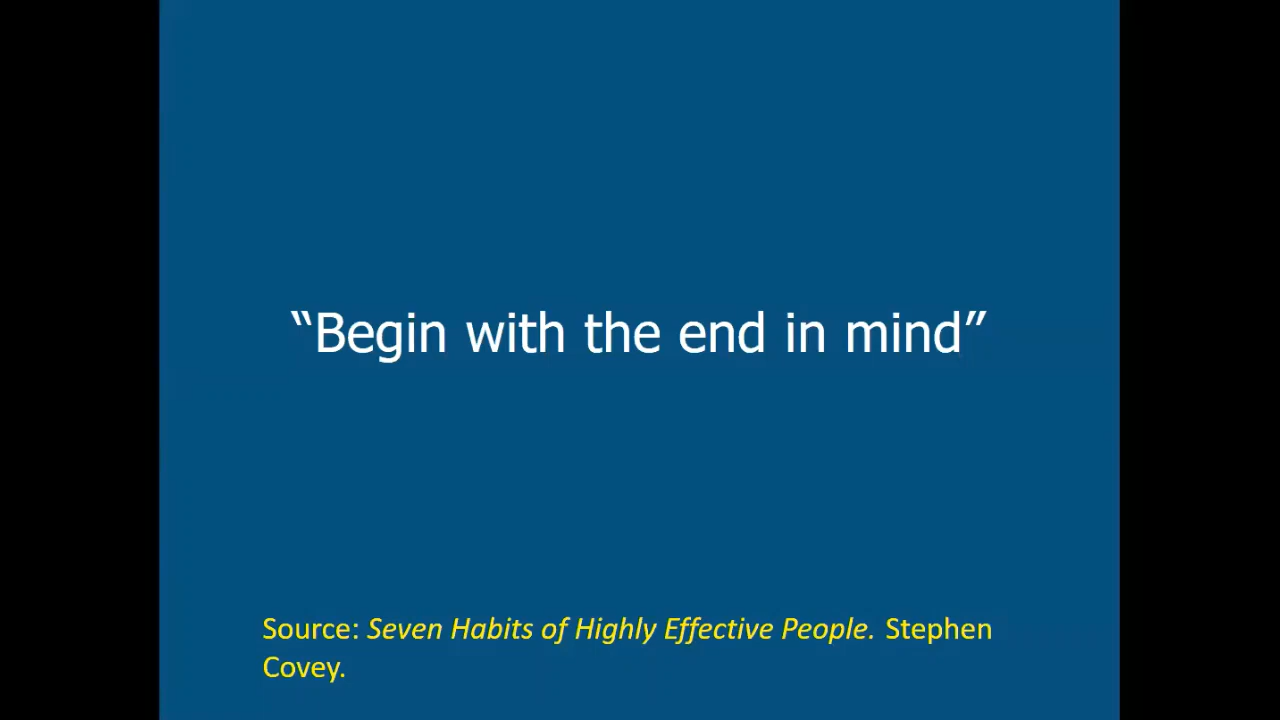 “Begin with the end in mind”
Source: Seven Habits of Highly Effective People. Stephen
Covey.